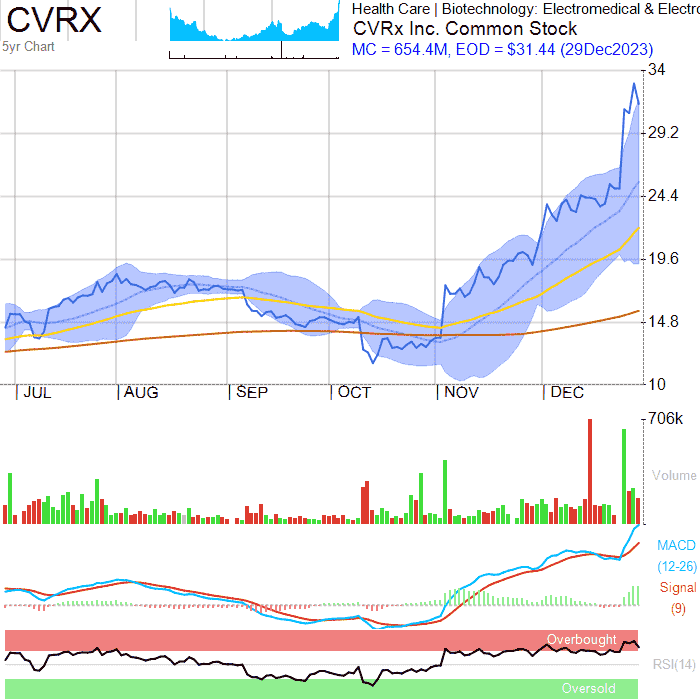 CVRX
5yr Chart
Health Care | Biotechnology: Electromedical & Electro
CVRx Inc. Common Stock
MC = 654.4M, EOD = $31.44 (29Dec2023)
34
29.2
24.4
19.6
14.8
10
JUL AUG SEP OCT NOV DEC
706k
Volume
MACD
(12-26)
Signal
(9)
Overbought
RSI(14)
Oversold